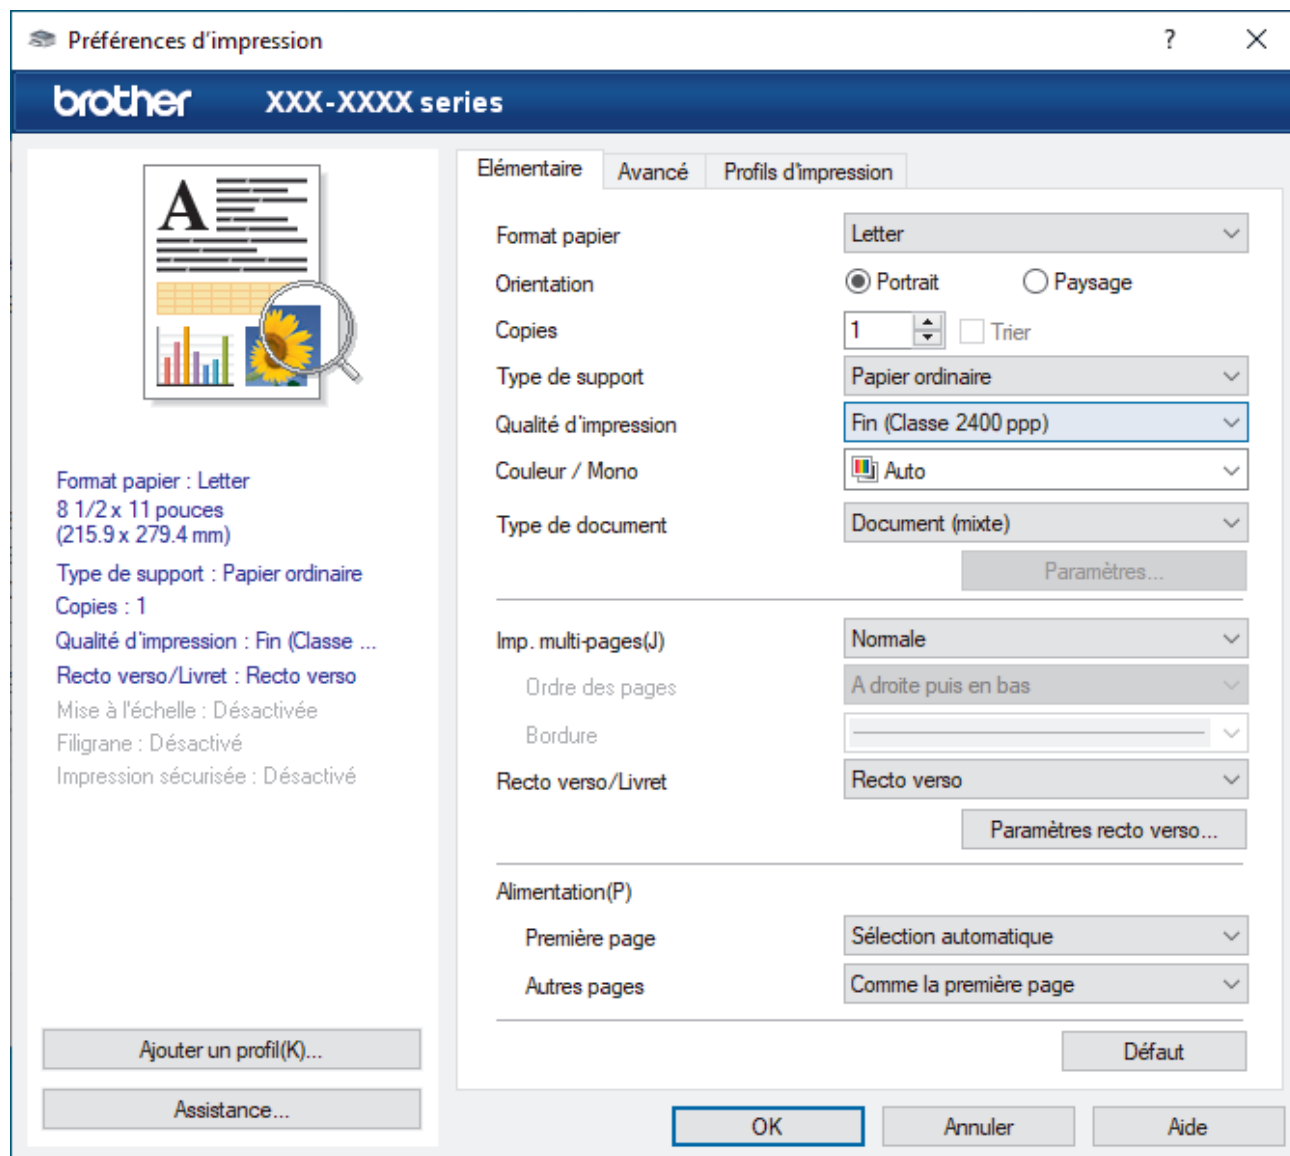 Préférences d'impression
?
brother XXX-XXXX series
A
Format papier : Letter
8 1/2 x 11 pouces
(215.9 x 279.4 mm)
Type de support : Papier ordinaire
Copies : 1
Qualité d'impression : Fin (Classe ...
Recto verso/Livret : Recto verso
Mise à l'échelle : Désactivée
Filigrane : Désactivé
Impression sécurisée : Désactivé
Ajouter un profil(K)...
Assistance...
Elémentaire Avancé Profils d'impression
Format papier Letter
Orientation Portrait Paysage
Copies 1 Trier
Type de support Papier ordinaire
Qualité d'impression Fin (Classe 2400 ppp)
Couleur / Mono Auto
Type de document Document (mixte)
Paramètres...
Imp. multi-pages(J) Normale
Ordre des pages A droite puis en bas
Bordure
Recto verso/Livret Recto verso
Paramètres recto verso...
Alimentation(P)
Première page Sélection automatique
Autres pages Comme la première page
Défaut
OK Annuler Aide